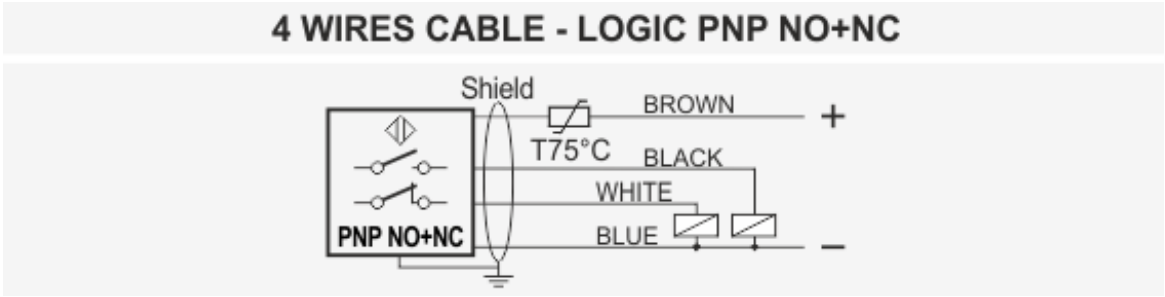 4 WIRES CABLE - LOGIC PNP NO+NC
Shield
BROWN
+
T75°C
BLACK
WHITE
PNP NO+NC
BLUE
−